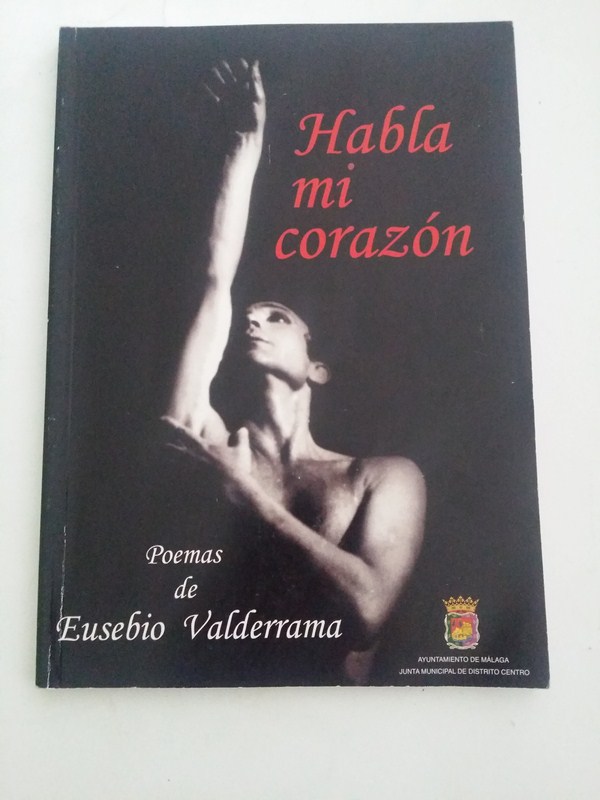 Habla
mi
corazón
Poemas
de
Eusebio Valderrama
AYUNTAMIENTO DE MÁLAGA
JUNTA MUNICIPAL DE DISTRITO CENTRO